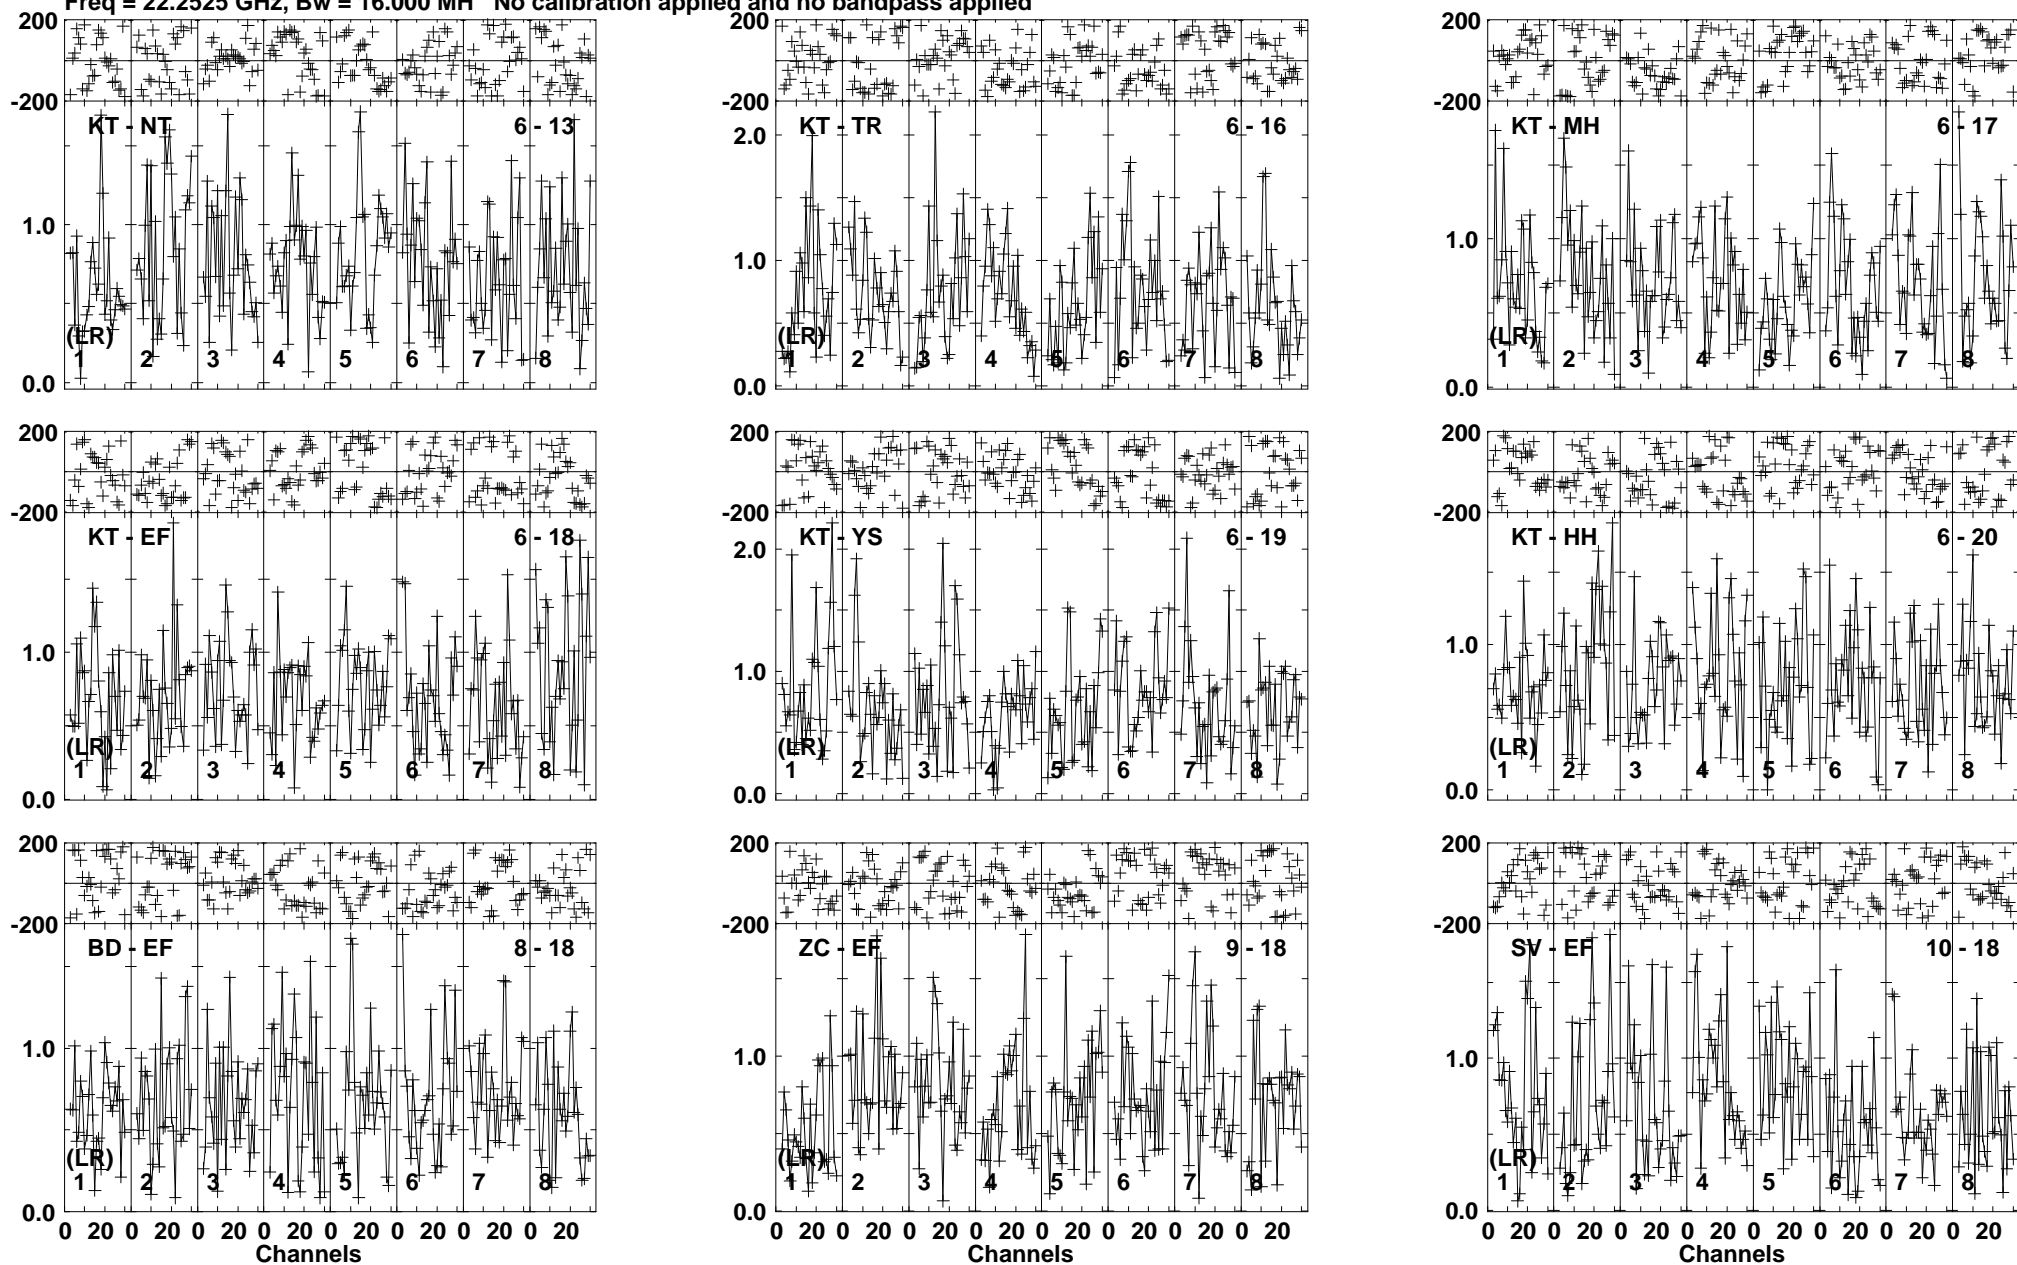 Freq = 22.2525 GHz, Bw = 16.000 MH No calibration applied and no bandpass applied
200 200 200
-200 -200 -200
KT - NT 6 - 13 KT - TR 6 - 16 KT - MH 6 - 17
2.0
1.0 1.0 1.0
(LR) (LR) (LR)
1 2 3 4 5 6 7 8 1 2 3 4 5 6 7 8 1 2 3 4 5 6 7 8
0.0 0.0 0.0
200 200 200
-200 -200 -200
KT - EF 6 - 18 KT - YS 6 - 19 KT - HH 6 - 20
2.0
1.0 1.0 1.0
(LR) (LR) (LR)
1 2 3 4 5 6 7 8 1 2 3 4 5 6 7 8 1 2 3 4 5 6 7 8
0.0 0.0 0.0
200 200 200
-200 -200 -200
BD - EF 8 - 18 ZC - EF 9 - 18 SV - EF 10 - 18
1.0 1.0 1.0
(LR) (LR) (LR)
1 2 3 4 5 6 7 8 1 2 3 4 5 6 7 8 1 2 3 4 5 6 7 8
0.0 0.0 0.0
0 20 0 20 0 20 0 20 0 20 0 20 0 20 0 20 0 20 0 20 0 20 0 20 0 20 0 20 0 20 0 20 0 20 0 20 0 20 0 20 0 20 0 20 0 20 0 20
Channels Channels Channels